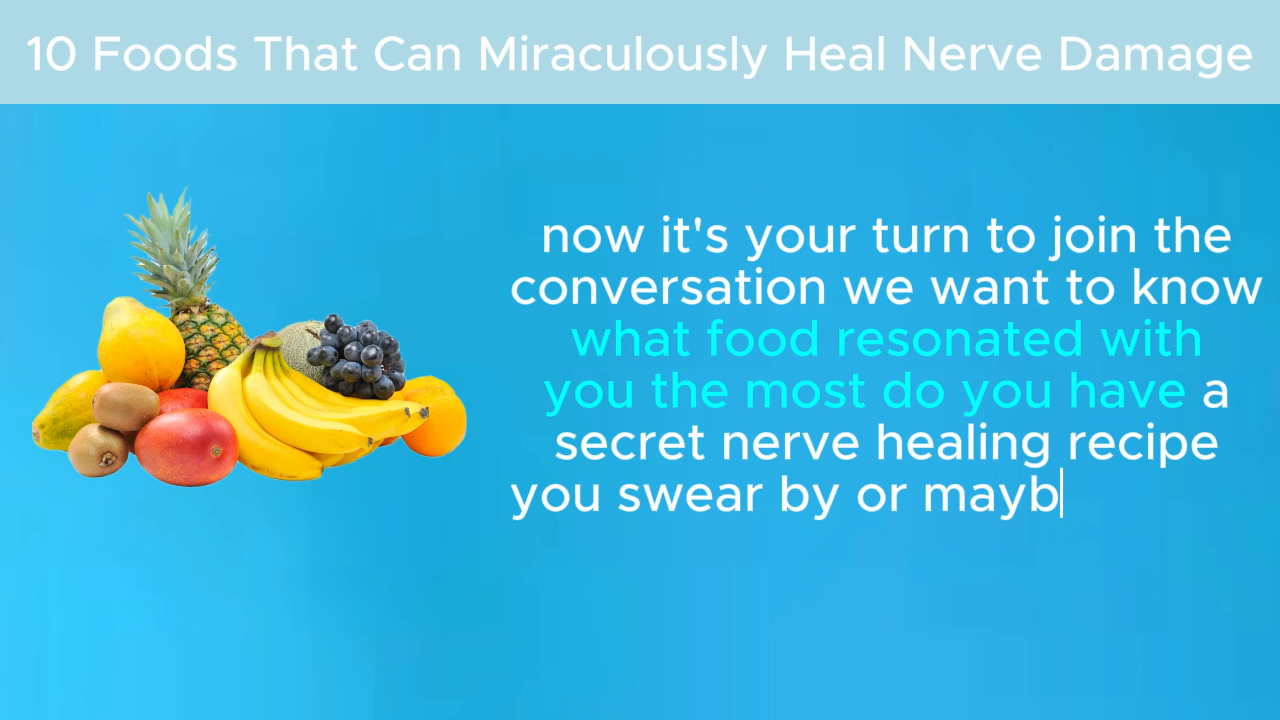 10 Foods That Can Miraculously Heal Nerve Damage
now it's your turn to join the
conversation we want to know
what food resonated with
you the most do you have a
secret nerve healing recipe
you swear by or mayb